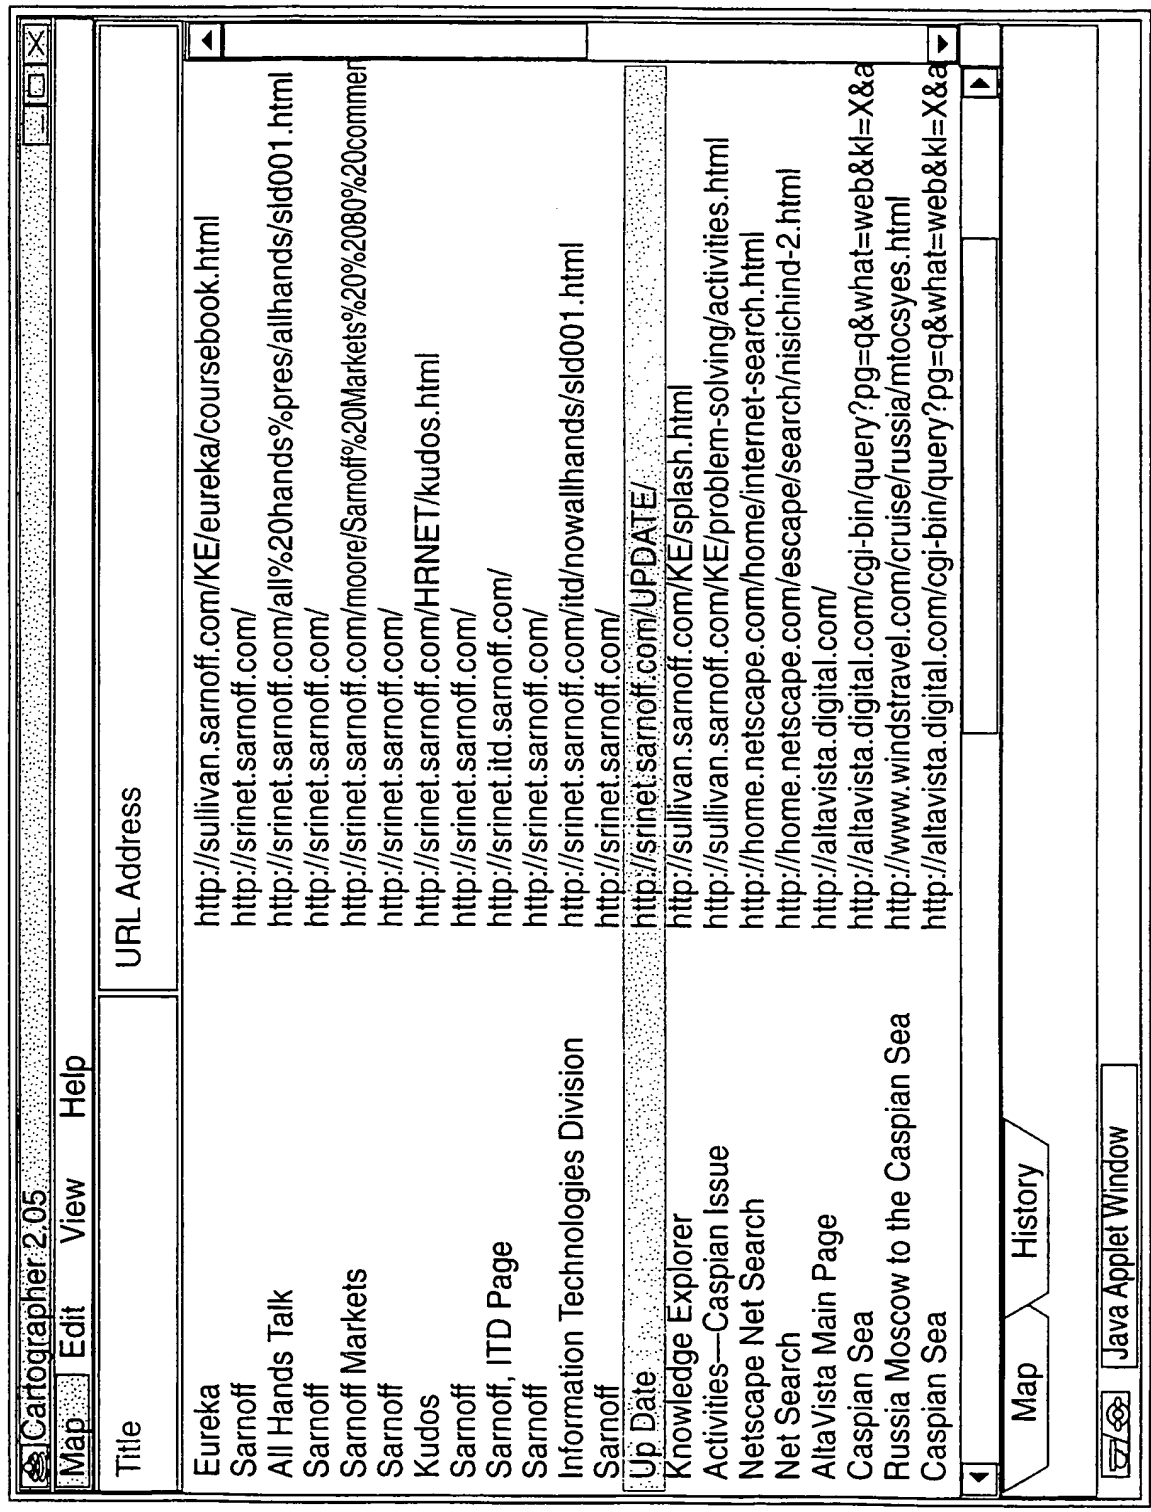 Cartographer 2.05
Map Edit View Help
Title URL Address
Eureka http://sullivan.sarnoff.com/KE/eureka/coursebook.html
Sarnoff http://srinet.sarnoff.com/
All Hands Talk http://srinet.sarnoff.com/all%20hands%pres/allhands/sld001.html
Sarnoff http://srinet.sarnoff.com/
Sarnoff Markets http://srinet.sarnoff.com/moore/Sarnoff%20Markets%20%2080%20commen
Sarnoff http://srinet.sarnoff.com/
Kudos http://srinet.sarnoff.com/HRNET/kudos.html
Sarnoff http://srinet.sarnoff.com/
Sarnoff, ITD Page http://srinet.itd.sarnoff.com/
Sarnoff http://srinet.sarnoff.com/
Information Technologies Division http://srinet.sarnoff.com/itd/nowallhands/sld001.html
Sarnoff http://srinet.sarnoff.com/
Up Date http://srinet.sarnoff.com/UPDATE/
Knowledge Explorer http://sullivan.sarnoff.com/KE/splash.html
Activities—Caspian Issue http://sullivan.sarnoff.com/KE/problem-solving/activities.html
Netscape Net Search http://home.netscape.com/home/internet-search.html
Net Search http://home.netscape.com/escape/search/nisichind-2.html
AltaVista Main Page http://altavista.digital.com/
Caspian Sea http://altavista.digital.com/cgi-bin/query?pg=q&what=web&kl=X&a
Russia Moscow to the Caspian Sea http://www.windstravel.com/cruise/russia/mtocsyes.html
Caspian Sea http://altavista.digital.com/cgi-bin/query?pg=q&what=web&kl=X&a
Map History
Java Applet Window